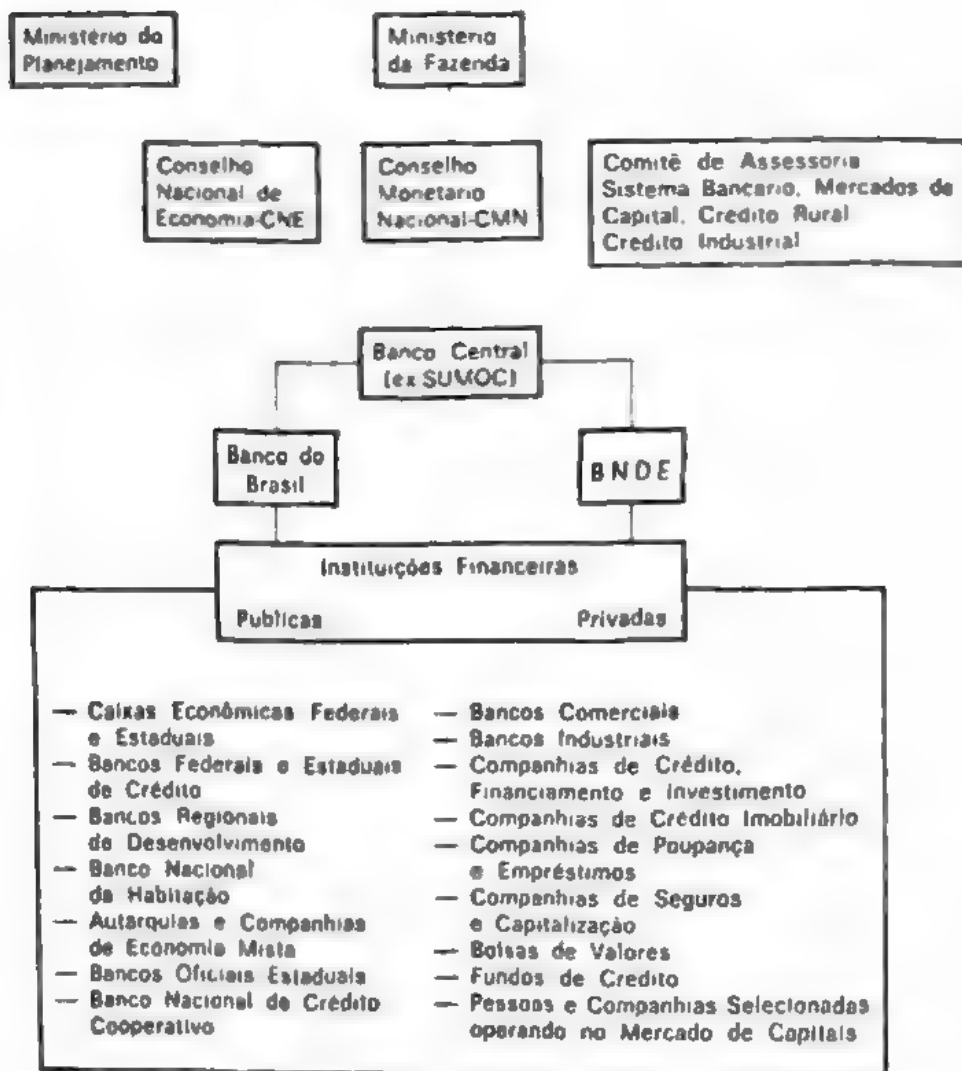 Ministério do
Planejamento
Ministerio
da Fazenda
Conselho
Nacional de
Economia-CNE
Conselho
Monetario
Nacional-CMN
Comitê de Assessoria
Sistema Bancario, Mercados de
Capital, Credito Rural
Credito Industrial
Banco Central
(ex SUMOC)
Banco do
Brasil
BNDE
Instituições Financeiras
Publicas
Privadas
— Caixas Econômicas Federais
e Estaduais
— Bancos Federais e Estaduais
de Crédito
— Bancos Regionais
de Desenvolvimento
— Banco Nacional
da Habitação
— Autarquias e Companhias
de Economia Mista
— Bancos Oficiais Estaduais
— Banco Nacional de Crédito
Cooperativo
— Bancos Comerciais
— Bancos Industriais
— Companhias de Crédito,
Financiamento e Investimento
— Companhias de Crédito Imobiliário
— Companhias de Poupança
e Empréstimos
— Companhias de Seguros
e Capitalização
— Bolsas de Valores
— Fundos de Credito
— Pessoas e Companhias Selecionadas
operando no Mercado de Capitais